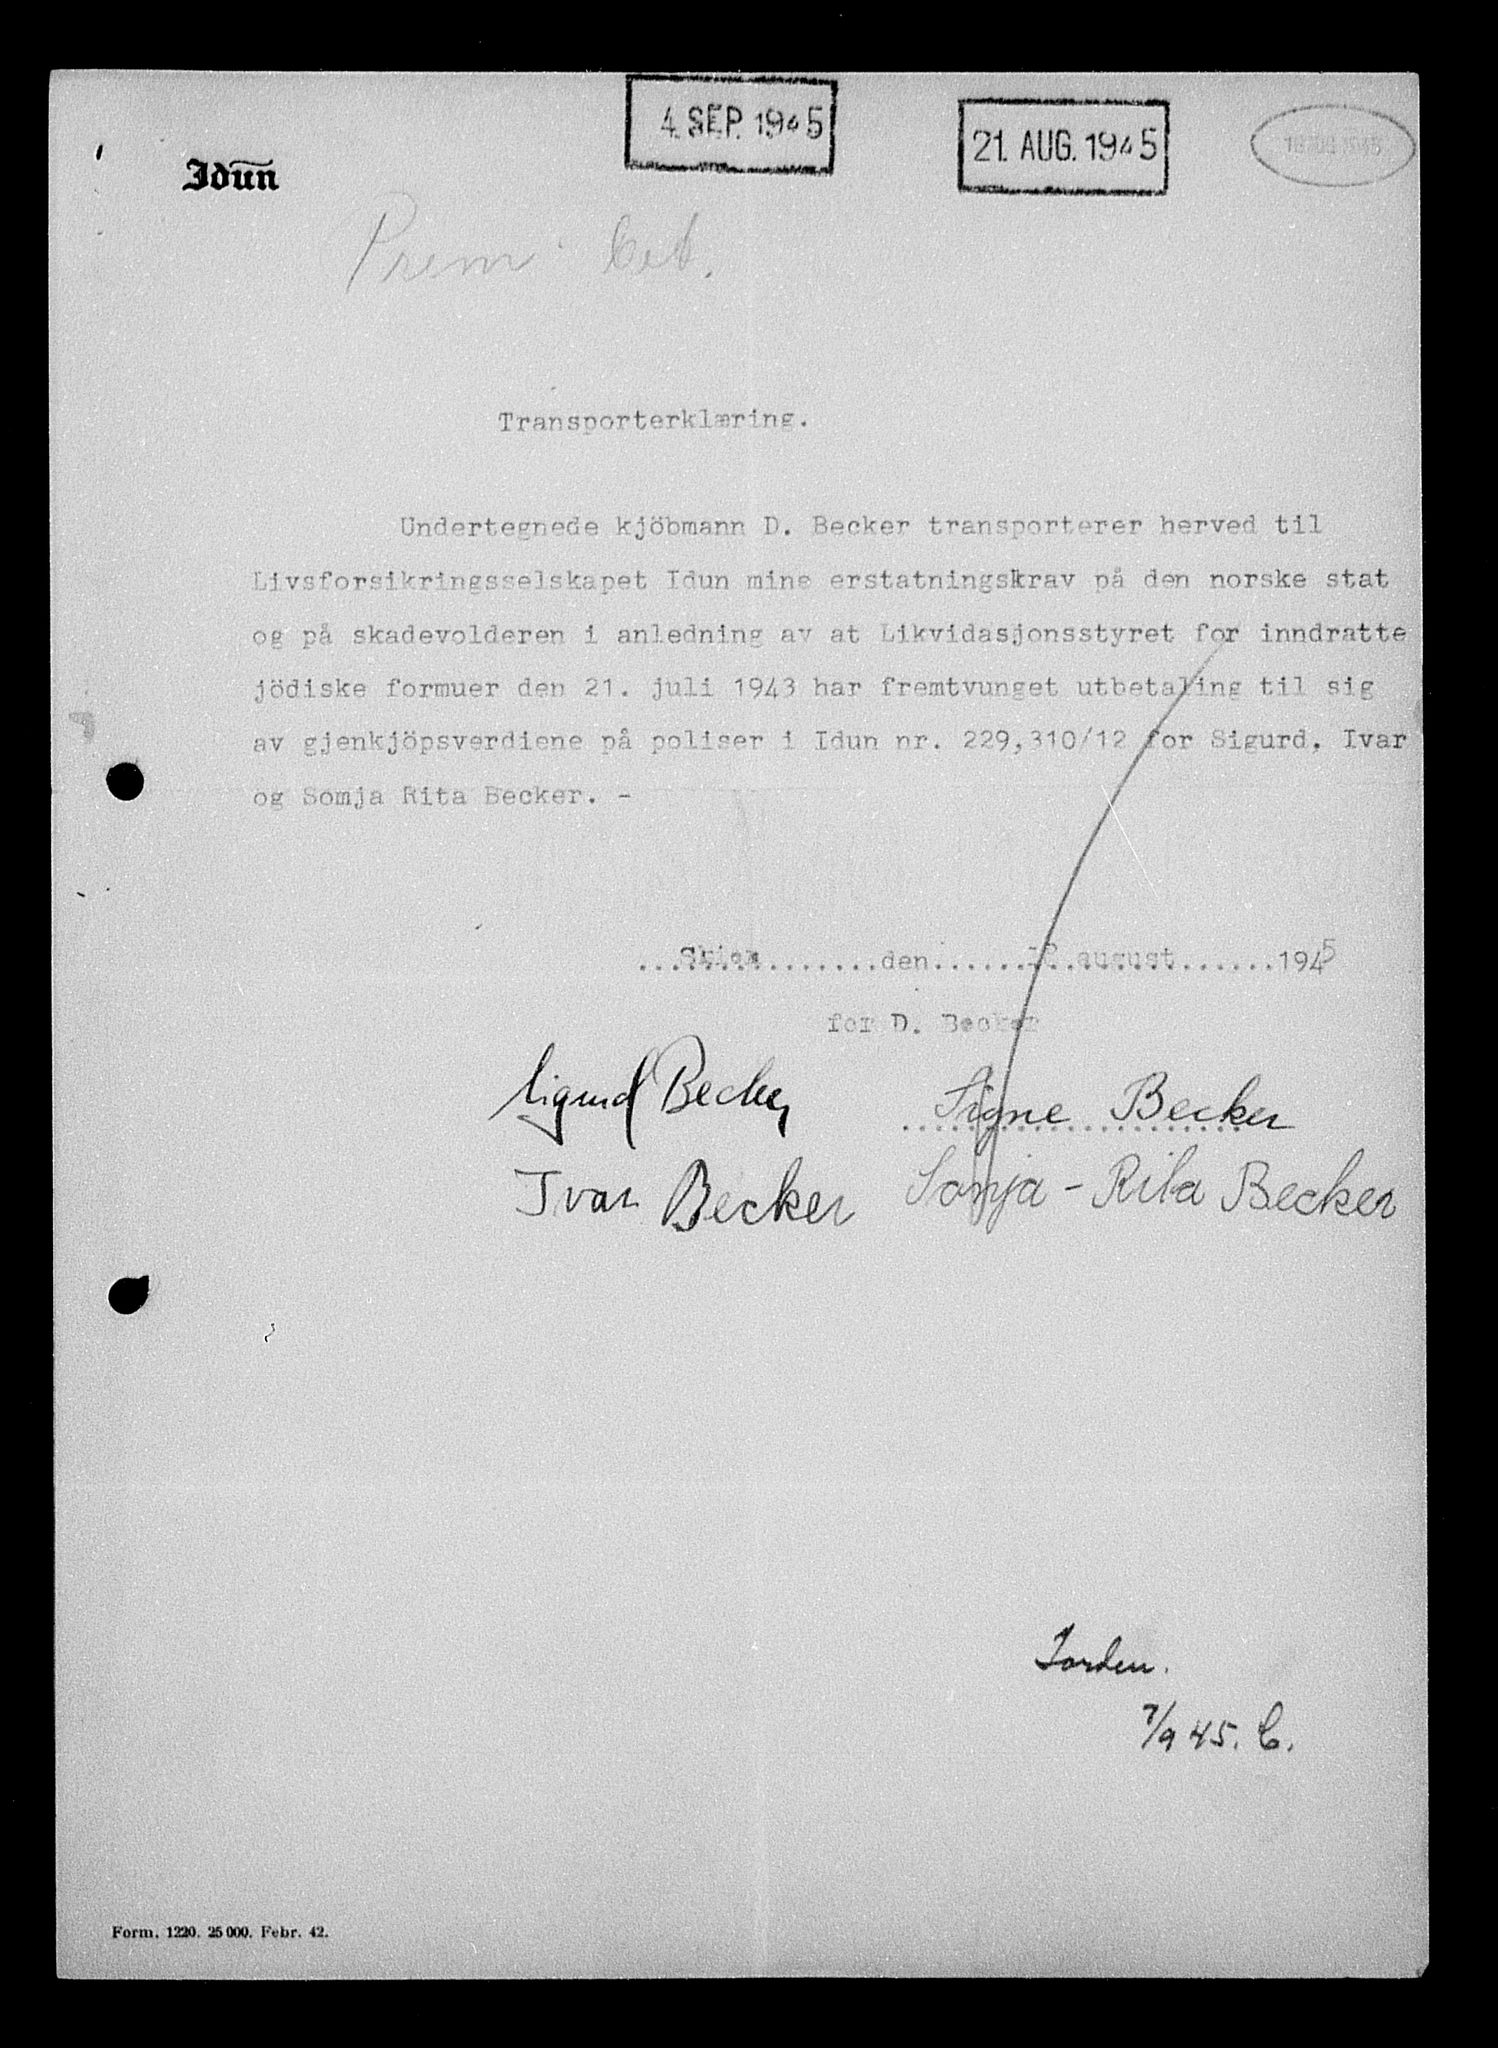 4. SEP. 1945
21. AUG. 1945
Idun
Prem bet.
Transporterklæring.
Undertegnede kjöbmann D. Becker transporterer herved til
Livsforsikringsselskapet Idun mine erstatningskrav på den norske stat
og på skadevolderen i anledning av at Likvidasjonsstyret for inndratte
jödiske formuer den 21. juli 1943 har fremtvunget utbetaling til sig
av gjenkjöpsverdiene på poliser i Idun nr. 229,310/12 for Sigurd, Ivar
og Somja Rita Becker. -
den 18 august 1945
for D. Becker
Sigurd Becker Signe Becker
Ivar Becker Sonja - Rita Becker
7/9 45. C.
Form. 1220. 25 000. Febr. 42.